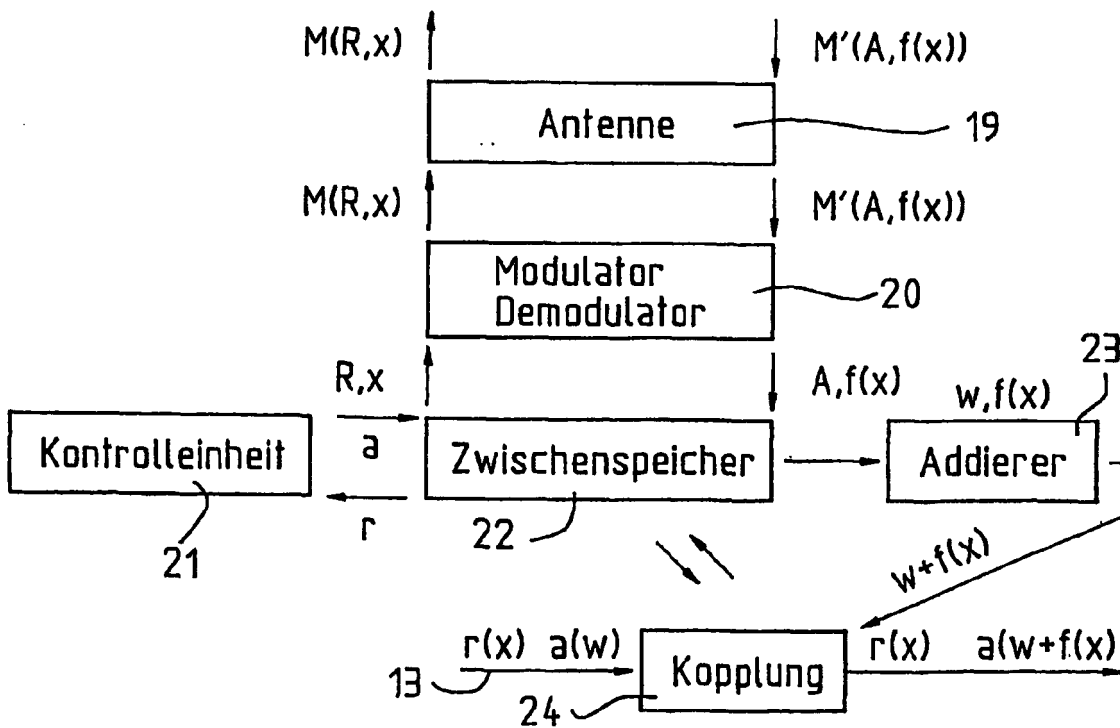 M(R,x) M'(A,f(x))
Antenne 19
M(R,x) M'(A,f(x))
Modulator
Demodulator
20
23
R,x A,f(x) w,f(x)
Kontrolleinheit a Zwischenspeicher Addierer
r
21 22
w+f(x)
r(x) a(w) r(x) a(w+f(x)
13 Kopplung
24